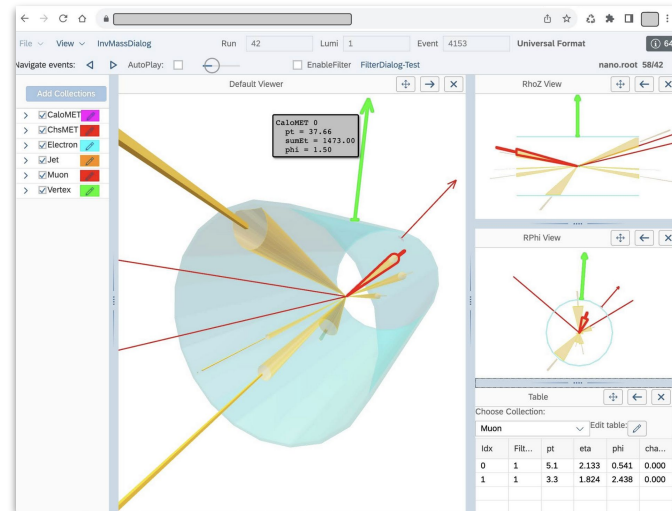 File View InvMassDialog Run 42 Lumi 1 Event 4153 Universal Format 64
Navigate events: AutoPlay: EnableFilter FilterDialog-Test nano.root 58/42
Add Collections
CaloMET
ChsMET
Electron
Jet
Muon
Vertex
Default Viewer
CaloMET 0
pt = 37.66
sumEt = 1473.00
phi = 1.50
RhoZ View
RPhi View
Table
Choose Collection:
Muon Edit table:
Idx Filt... pt eta phi cha...
0 1 5.1 2.133 0.541 0.000
1 1 3.3 1.824 2.438 0.000